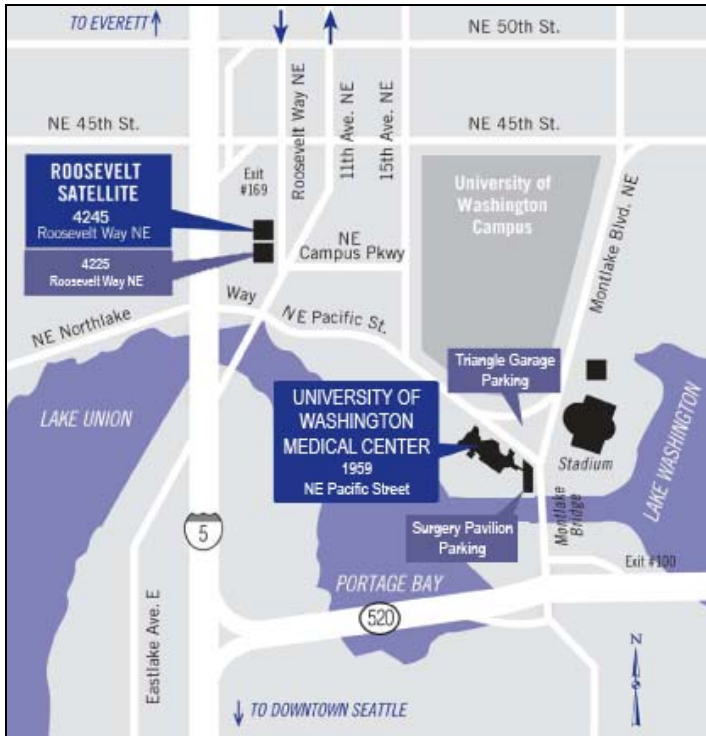 TO EVERETT
NE 50th St.
Roosevelt Way NE
11th Ave. NE
15th Ave. NE
NE 45th St.
NE 45th St.
ROOSEVELT
SATELLITE
4245
Roosevelt Way NE
4225
Roosevelt Way NE
Exit
#169
University of
Washington
Campus
Montlake Blvd. NE
NE
Campus Pkwy
NE Northlake
Way
NE Pacific St.
Triangle Garage
Parking
LAKE UNION
UNIVERSITY OF
WASHINGTON
MEDICAL CENTER
1959
NE Pacific Street
Stadium
LAKE WASHINGTON
5
Surgery Pavilion
Parking
Montlake
Bridge
Exit #100
PORTAGE BAY
520
Eastlake Ave. E
N
TO DOWNTOWN SEATTLE